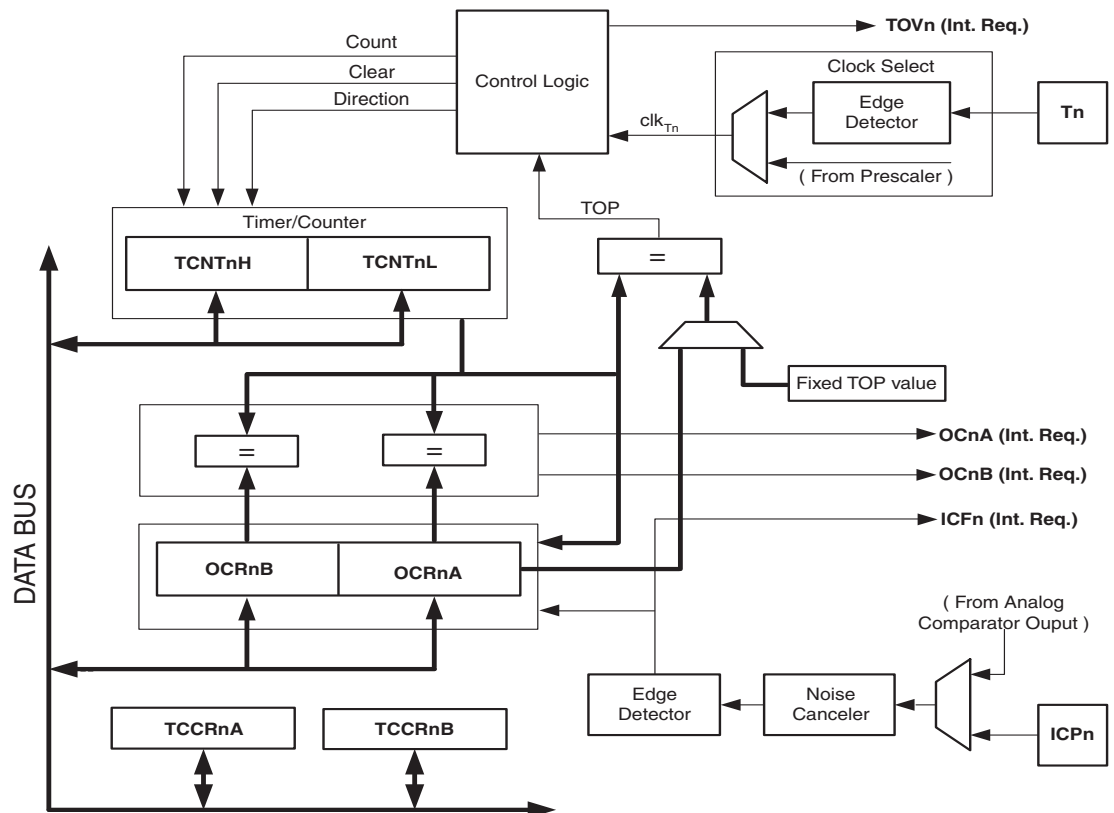 TOVn (Int. Req.)
Count
Clear
Direction
Control Logic
Clock Select
Edge
Detector
Tn
clkTn
( From Prescaler )
TOP
Timer/Counter
TCNTnH
TCNTnL
=
Fixed TOP value
=
=
OCnA (Int. Req.)
OCnB (Int. Req.)
ICFn (Int. Req.)
DATA BUS
OCRnB
OCRnA
( From Analog
Comparator Ouput )
Edge
Detector
Noise
Canceler
ICPn
TCCRnA
TCCRnB